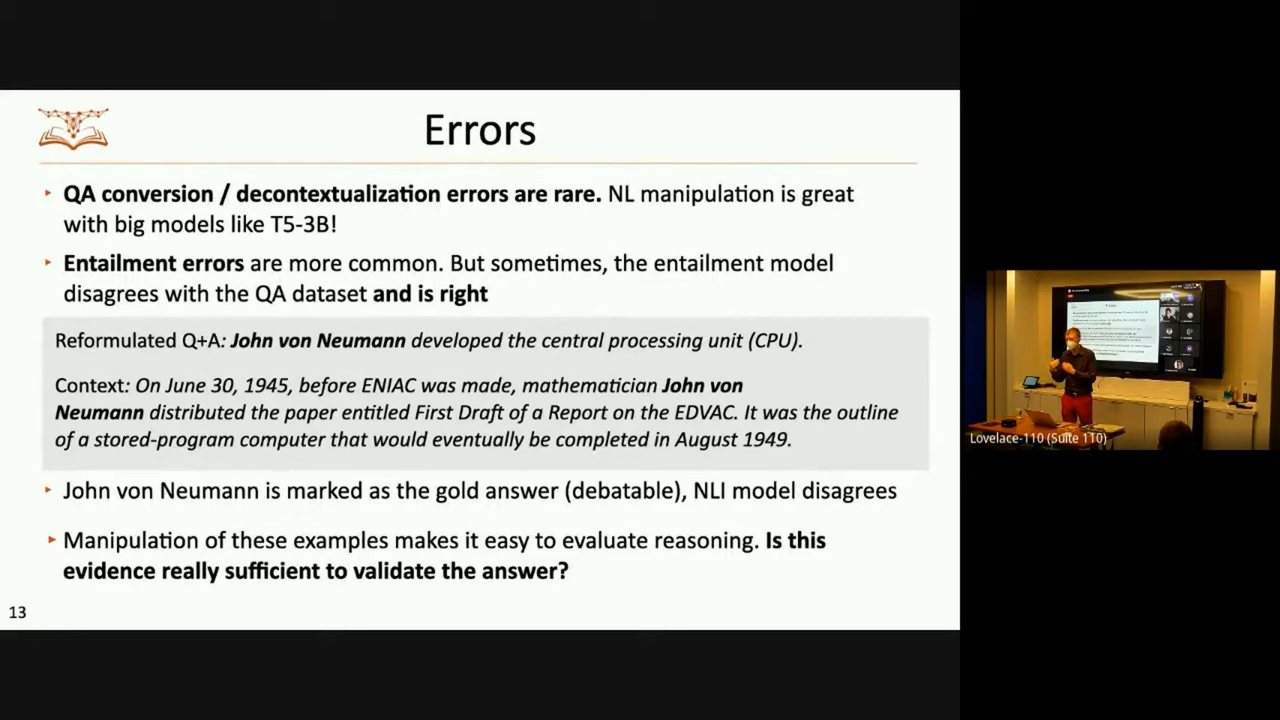 Errors
QA conversion / decontextualization errors are rare. NL manipulation is great
with big models like T5-3B!
Entailment errors are more common. But sometimes, the entailment model
disagrees with the QA dataset and is right
Reformulated Q+A: John von Neumann developed the central processing unit (CPU).
Context: On June 30, 1945, before ENIAC was made, mathematician John von
Neumann distributed the paper entitled First Draft of a Report on the EDVAC. It was the outline
of a stored-program computer that would eventually be completed in August 1949.
John von Neumann is marked as the gold answer (debatable), NLI model disagrees
Manipulation of these examples makes it easy to evaluate reasoning. Is this
evidence really sufficient to validate the answer?
13
Lovelace-110 (Suite 110)